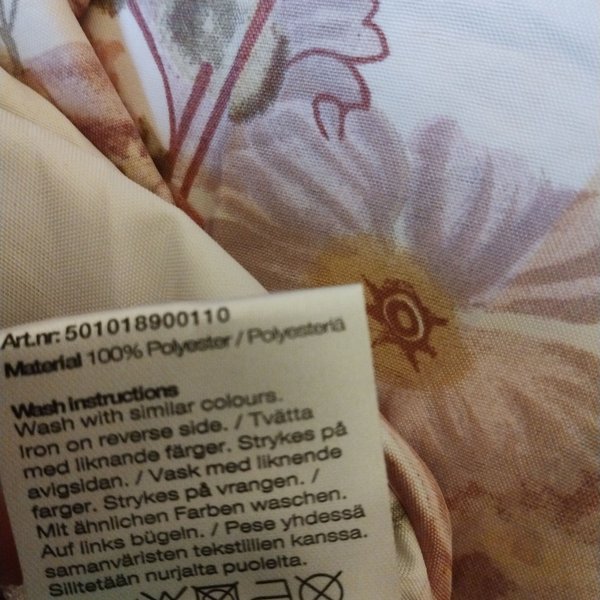 Art.nr: 501018900110
Material 100% Polyester / Polyesteriä
Wash Instructions
Wash with similar colours.
Iron on reverse side. / Tvätta
med liknande färger. Strykes på
avigsidan. / Vask med liknende
farger. Strykes på vrangen. /
Mit ähnlichen Farben waschen.
Auf links bügeln. / Pese yhdessä
samanväristen tekstiilien kanssa.
Silitetään nurjalta puolelta.